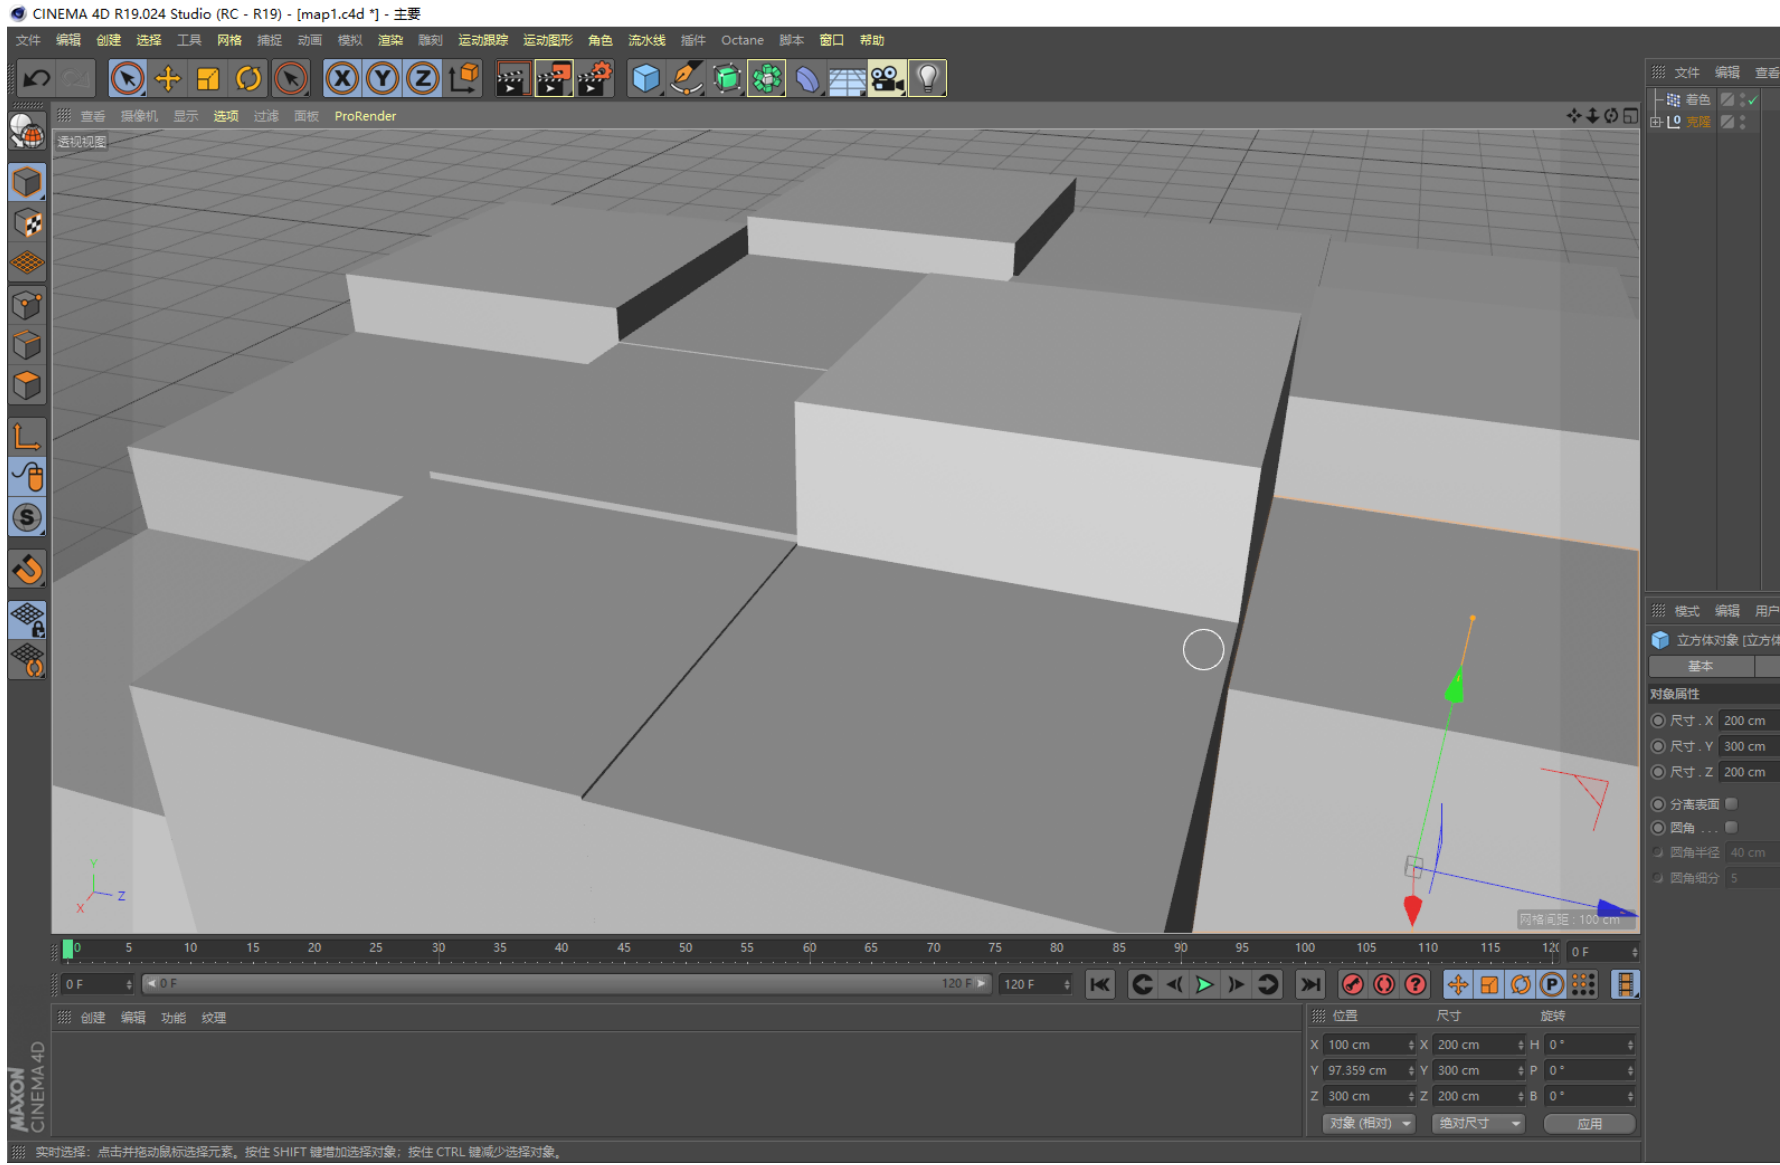 CINEMA 4D R19.024 Studio (RC - R19) - [map1.c4d *] - 主要
文件 编辑 创建 选择 工具 网格 捕捉 动画 模拟 渲染 雕刻 运动跟踪 运动图形 角色 流水线 插件 Octane 脚本 窗口 帮助
X Y Z
文件 编辑 查看
查看 摄像机 显示 选项 过滤 面板 ProRender
着色
克隆
透视视图
模式 编辑 用户
立方体对象 [立方体
基本
对象属性
尺寸 . X 200 cm
尺寸 . Y 300 cm
尺寸 . Z 200 cm
分离表面
圆角 . . .
圆角半径 40 cm
圆角细分 5
Y
Z
X
网格间距 : 100 cm
0 5 10 15 20 25 30 35 40 45 50 55 60 65 70 75 80 85 90 95 100 105 110 115 120 0 F
0 F 0 F 120 F 120 F
创建 编辑 功能 纹理
位置 尺寸 旋转
X 100 cm X 200 cm H 0 °
Y 97.359 cm Y 300 cm P 0 °
Z 300 cm Z 200 cm B 0 °
对象 (相对) 绝对尺寸 应用
MAXON
CINEMA 4D
实时选择：点击并拖动鼠标选择元素。按住 SHIFT 键增加选择对象；按住 CTRL 键减少选择对象。